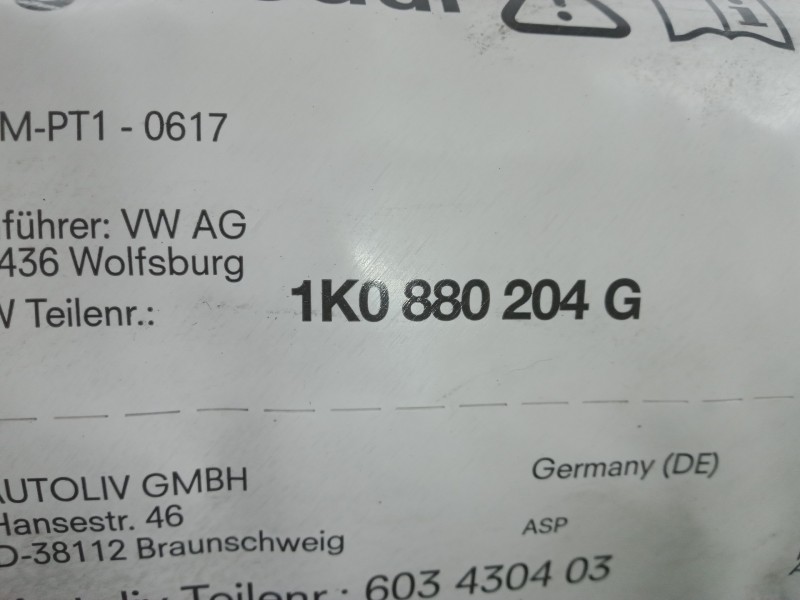 M-PT1 - 0617
führer: VW AG
436 Wolfsburg
W Teilenr.:
1K0 880 204 G
AUTOLIV GMBH
Germany (DE)
Hansestr. 46
ASP
D-38112 Braunschweig
Teilenr.: 603 4304 03